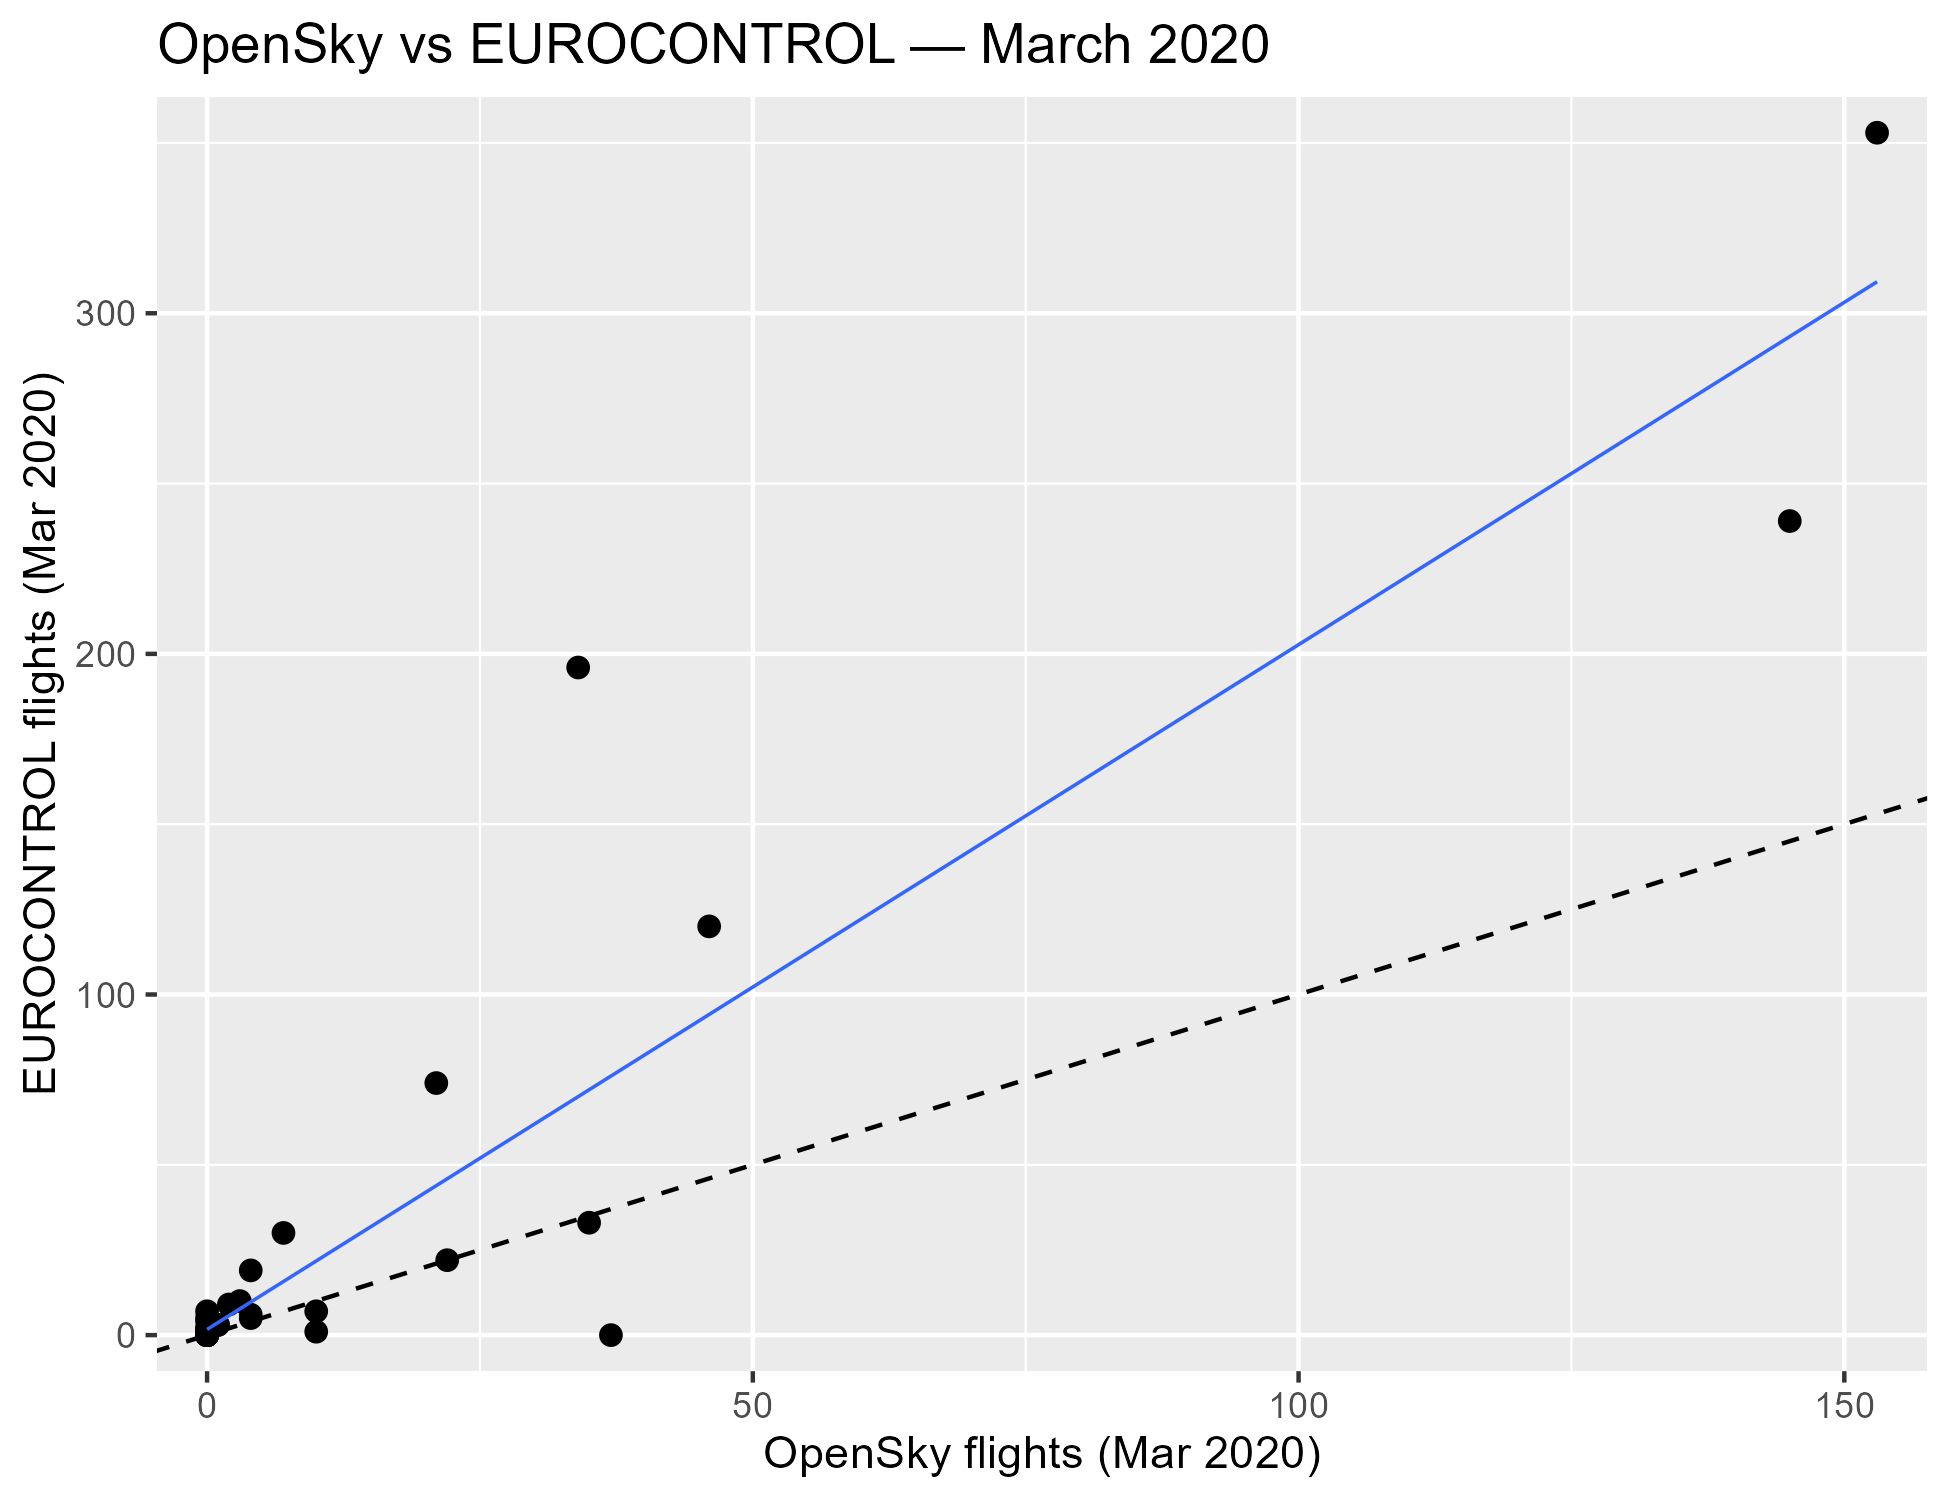 OpenSky vs EUROCONTROL — March 2020
EUROCONTROL flights (Mar 2020)
300
200
100
0
0
50
100
150
OpenSky flights (Mar 2020)